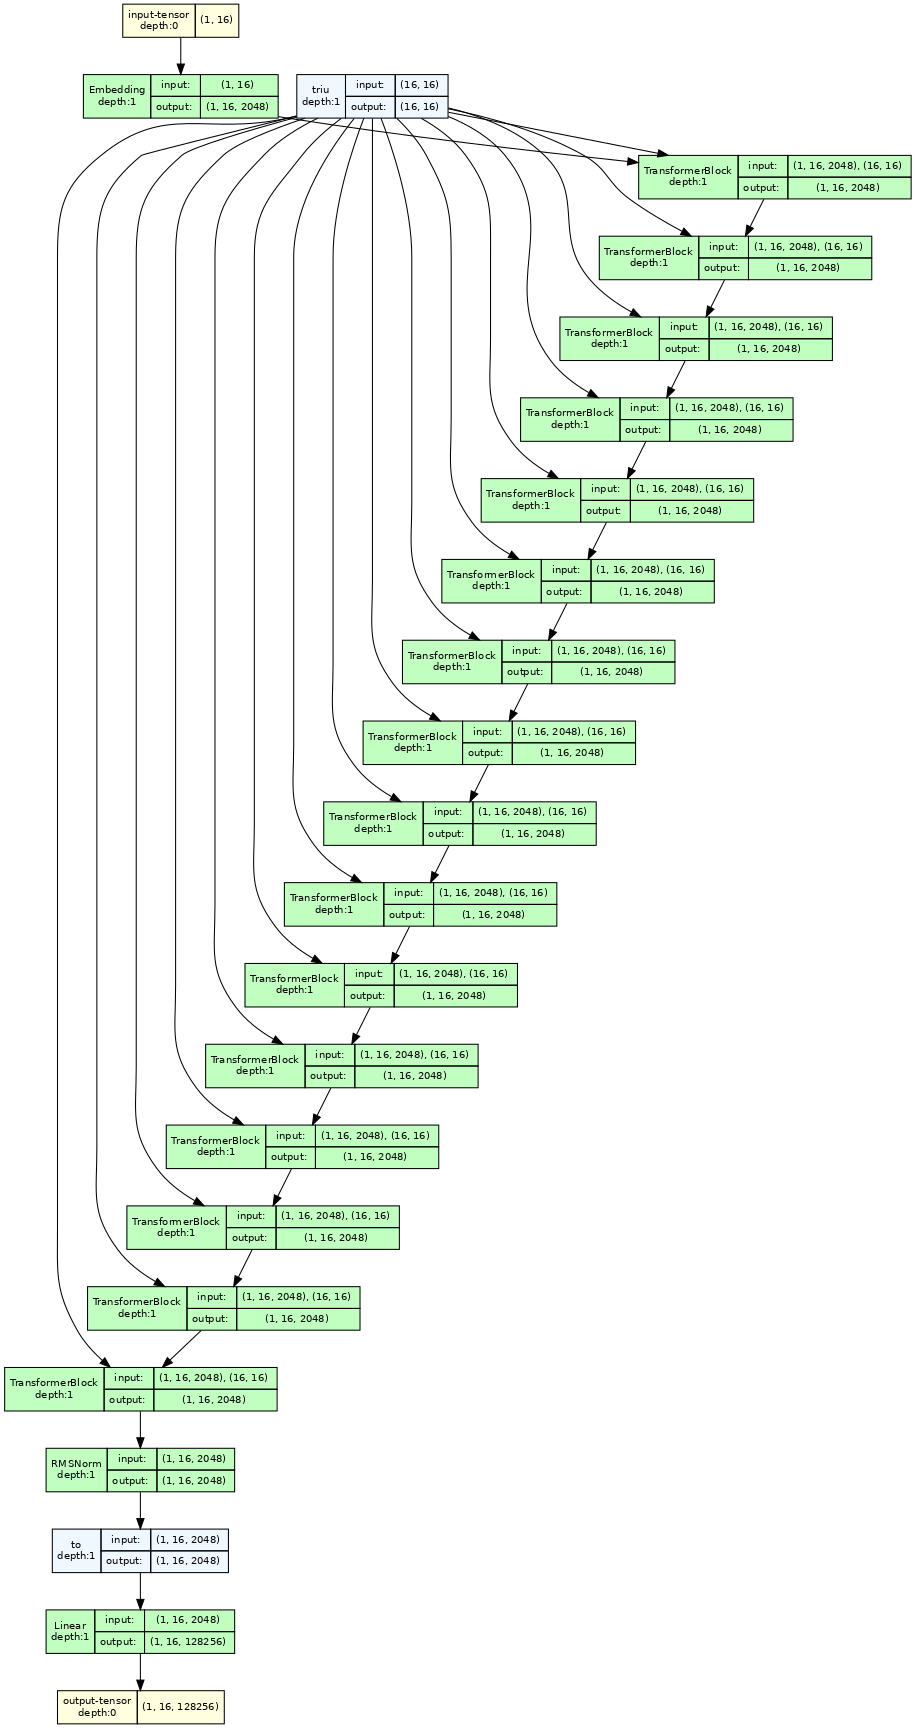 input-tensor
depth:0
(1, 16)
Embedding
depth:1
input:
(1, 16)
output:
(1, 16, 2048)
triu
depth:1
input:
(16, 16)
output:
(16, 16)
TransformerBlock
depth:1
input:
(1, 16, 2048), (16, 16)
output:
(1, 16, 2048)
TransformerBlock
depth:1
input:
(1, 16, 2048), (16, 16)
output:
(1, 16, 2048)
TransformerBlock
depth:1
input:
(1, 16, 2048), (16, 16)
output:
(1, 16, 2048)
TransformerBlock
depth:1
input:
(1, 16, 2048), (16, 16)
output:
(1, 16, 2048)
TransformerBlock
depth:1
input:
(1, 16, 2048), (16, 16)
output:
(1, 16, 2048)
TransformerBlock
depth:1
input:
(1, 16, 2048), (16, 16)
output:
(1, 16, 2048)
TransformerBlock
depth:1
input:
(1, 16, 2048), (16, 16)
output:
(1, 16, 2048)
TransformerBlock
depth:1
input:
(1, 16, 2048), (16, 16)
output:
(1, 16, 2048)
TransformerBlock
depth:1
input:
(1, 16, 2048), (16, 16)
output:
(1, 16, 2048)
TransformerBlock
depth:1
input:
(1, 16, 2048), (16, 16)
output:
(1, 16, 2048)
TransformerBlock
depth:1
input:
(1, 16, 2048), (16, 16)
output:
(1, 16, 2048)
TransformerBlock
depth:1
input:
(1, 16, 2048), (16, 16)
output:
(1, 16, 2048)
TransformerBlock
depth:1
input:
(1, 16, 2048), (16, 16)
output:
(1, 16, 2048)
TransformerBlock
depth:1
input:
(1, 16, 2048), (16, 16)
output:
(1, 16, 2048)
TransformerBlock
depth:1
input:
(1, 16, 2048), (16, 16)
output:
(1, 16, 2048)
TransformerBlock
depth:1
input:
(1, 16, 2048), (16, 16)
output:
(1, 16, 2048)
RMSNorm
depth:1
input:
(1, 16, 2048)
output:
(1, 16, 2048)
to
depth:1
input:
(1, 16, 2048)
output:
(1, 16, 2048)
Linear
depth:1
input:
(1, 16, 2048)
output:
(1, 16, 128256)
output-tensor
depth:0
(1, 16, 128256)